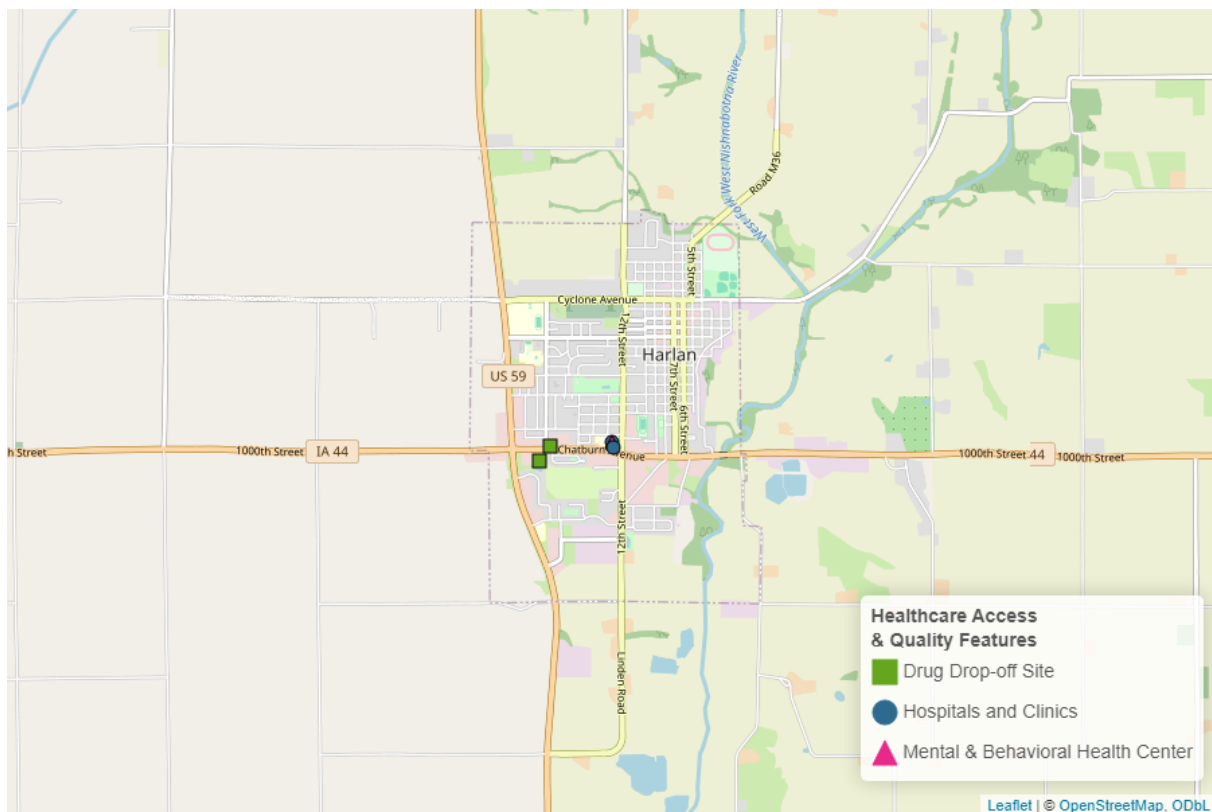 West Fork West Nishnabotna River
Road M36
5th Street
Cyclone Avenue
12th Street
Harlan
US 59
7th Street
6th Street
h Street
1000th Street
IA 44
Chatburn Avenue
1000th Street
44
1000th Street
12th Street
Linden Road
Healthcare Access
& Quality Features
Drug Drop-off Site
Hospitals and Clinics
Mental & Behavioral Health Center
Leaflet | © OpenStreetMap, ODbL